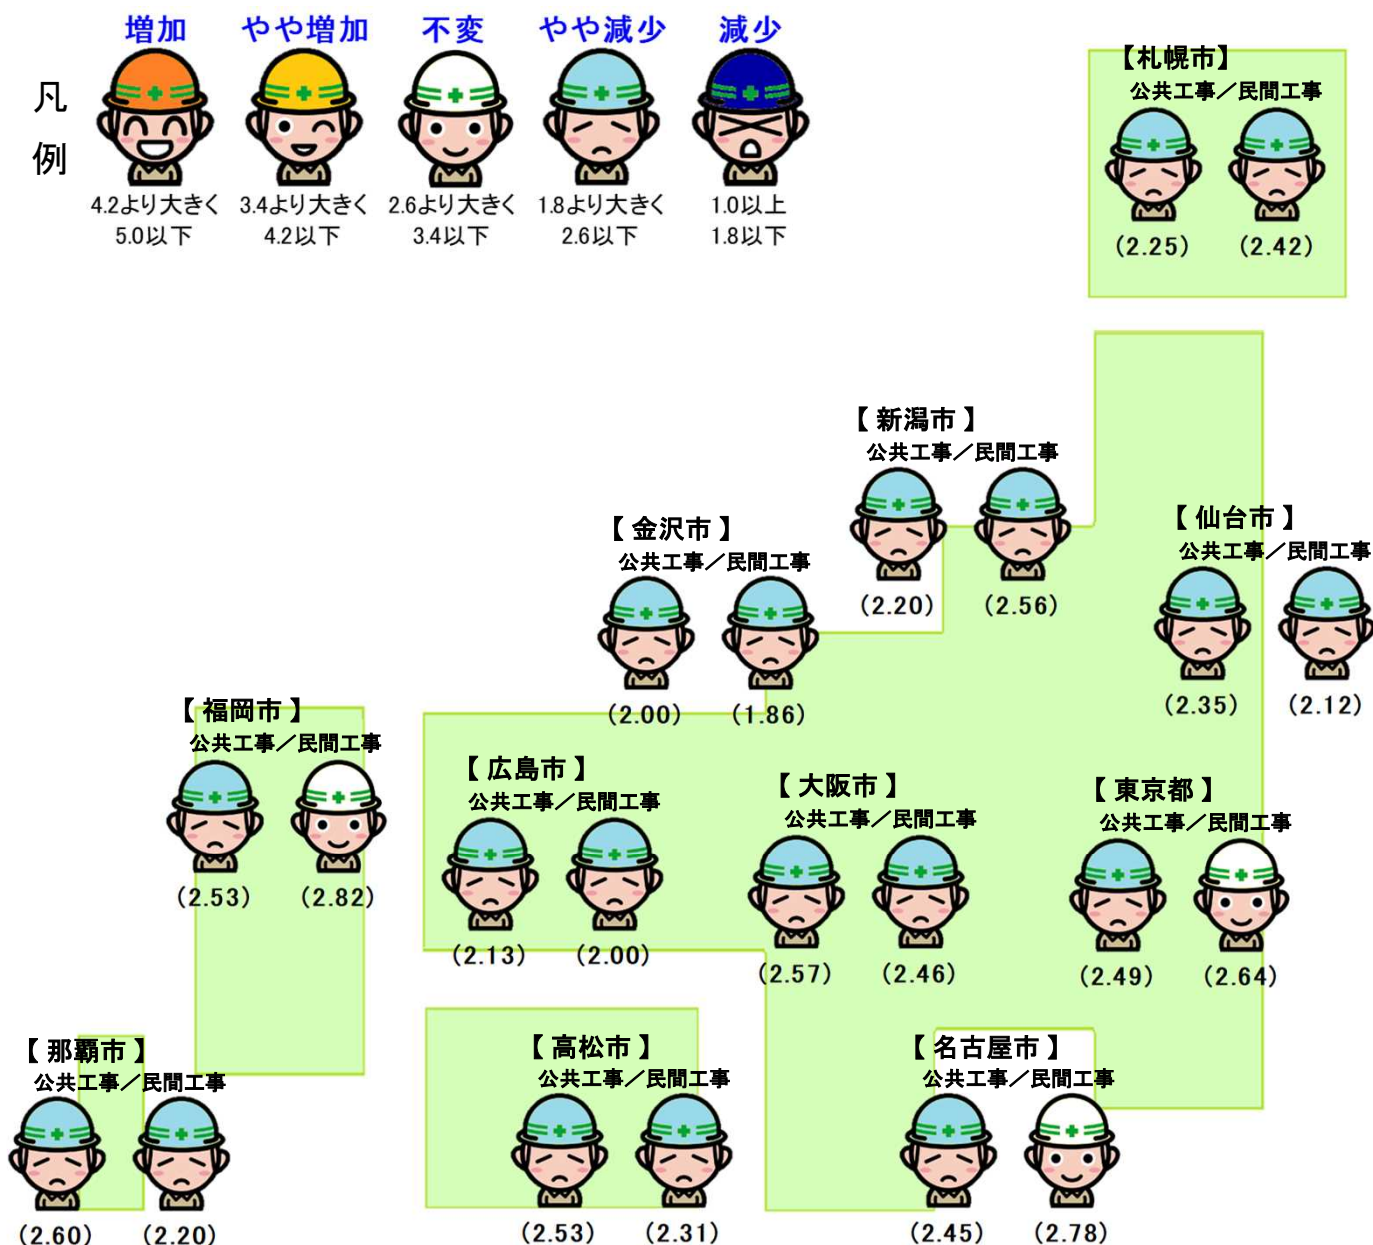 凡例
増加 やや増加 不変 やや減少 減少
4.2より大きく 3.4より大きく 2.6より大きく 1.8より大きく 1.0以上
5.0以下 4.2以下 3.4以下 2.6以下 1.8以下
【札幌市】
公共工事／民間工事
(2.25) (2.42)
【 新潟市 】
公共工事／民間工事
(2.20) (2.56)
【 金沢市 】
公共工事／民間工事
(2.00) (1.86)
【 仙台市 】
公共工事／民間工事
(2.35) (2.12)
【 福岡市 】
公共工事／民間工事
(2.53) (2.82)
【 広島市 】
公共工事／民間工事
(2.13) (2.00)
【 大阪市 】
公共工事／民間工事
(2.57) (2.46)
【 東京都 】
公共工事／民間工事
(2.49) (2.64)
【 那覇市 】
公共工事／民間工事
(2.60) (2.20)
【 高松市 】
公共工事／民間工事
(2.53) (2.31)
【 名古屋市 】
公共工事／民間工事
(2.45) (2.78)